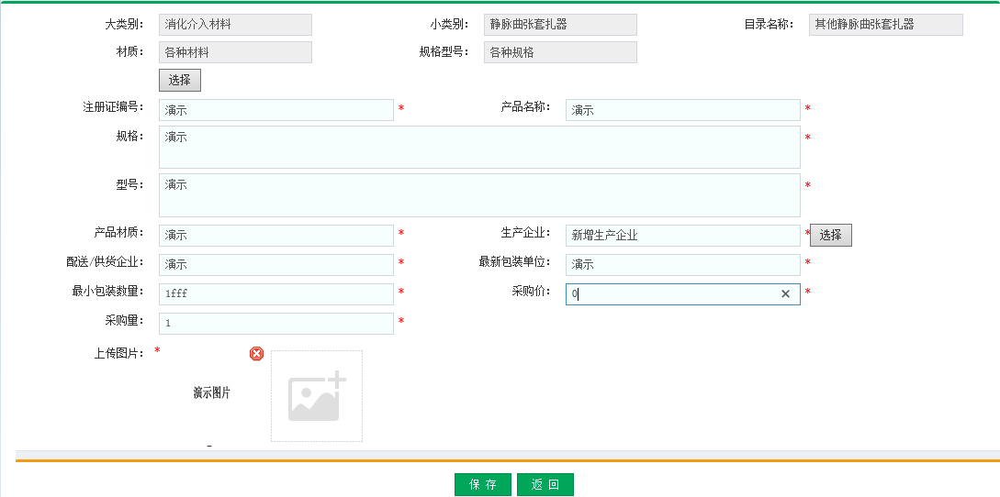 大类别： 消化介入材料 小类别： 静脉曲张套扎器 目录名称： 其他静脉曲张套扎器
材质： 各种材料 规格型号： 各种规格
选择
注册证编号： 演示 * 产品名称： 演示 *
规格： 演示 *
型号： 演示 *
产品材质： 演示 * 生产企业： 新增生产企业 * 选择
配送/供货企业： 演示 * 最新包装单位： 演示 *
最小包装数量： 1fff * 采购价： 0 *
采购量： 1 *
上传图片： *
演示图片
保存 返回